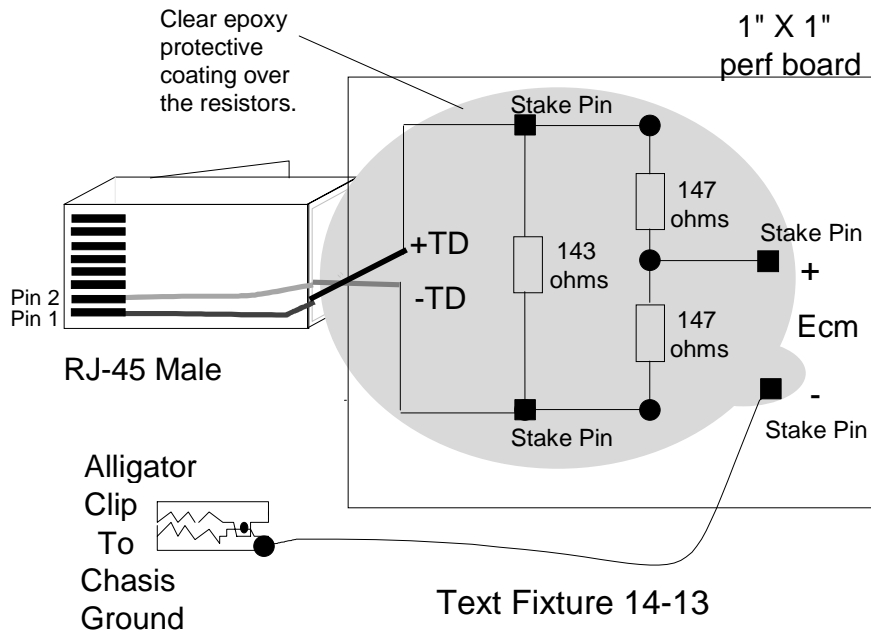 Clear epoxy
protective
coating over
the resistors.
1" X 1"
perf board
Stake Pin
147
ohms
+TD
143
ohms
Stake Pin
+
-TD
Pin 2
Pin 1
147
ohms
Ecm
RJ-45 Male
-
Stake Pin
Stake Pin
Alligator
Clip
To
Chasis
Ground
Text Fixture 14-13